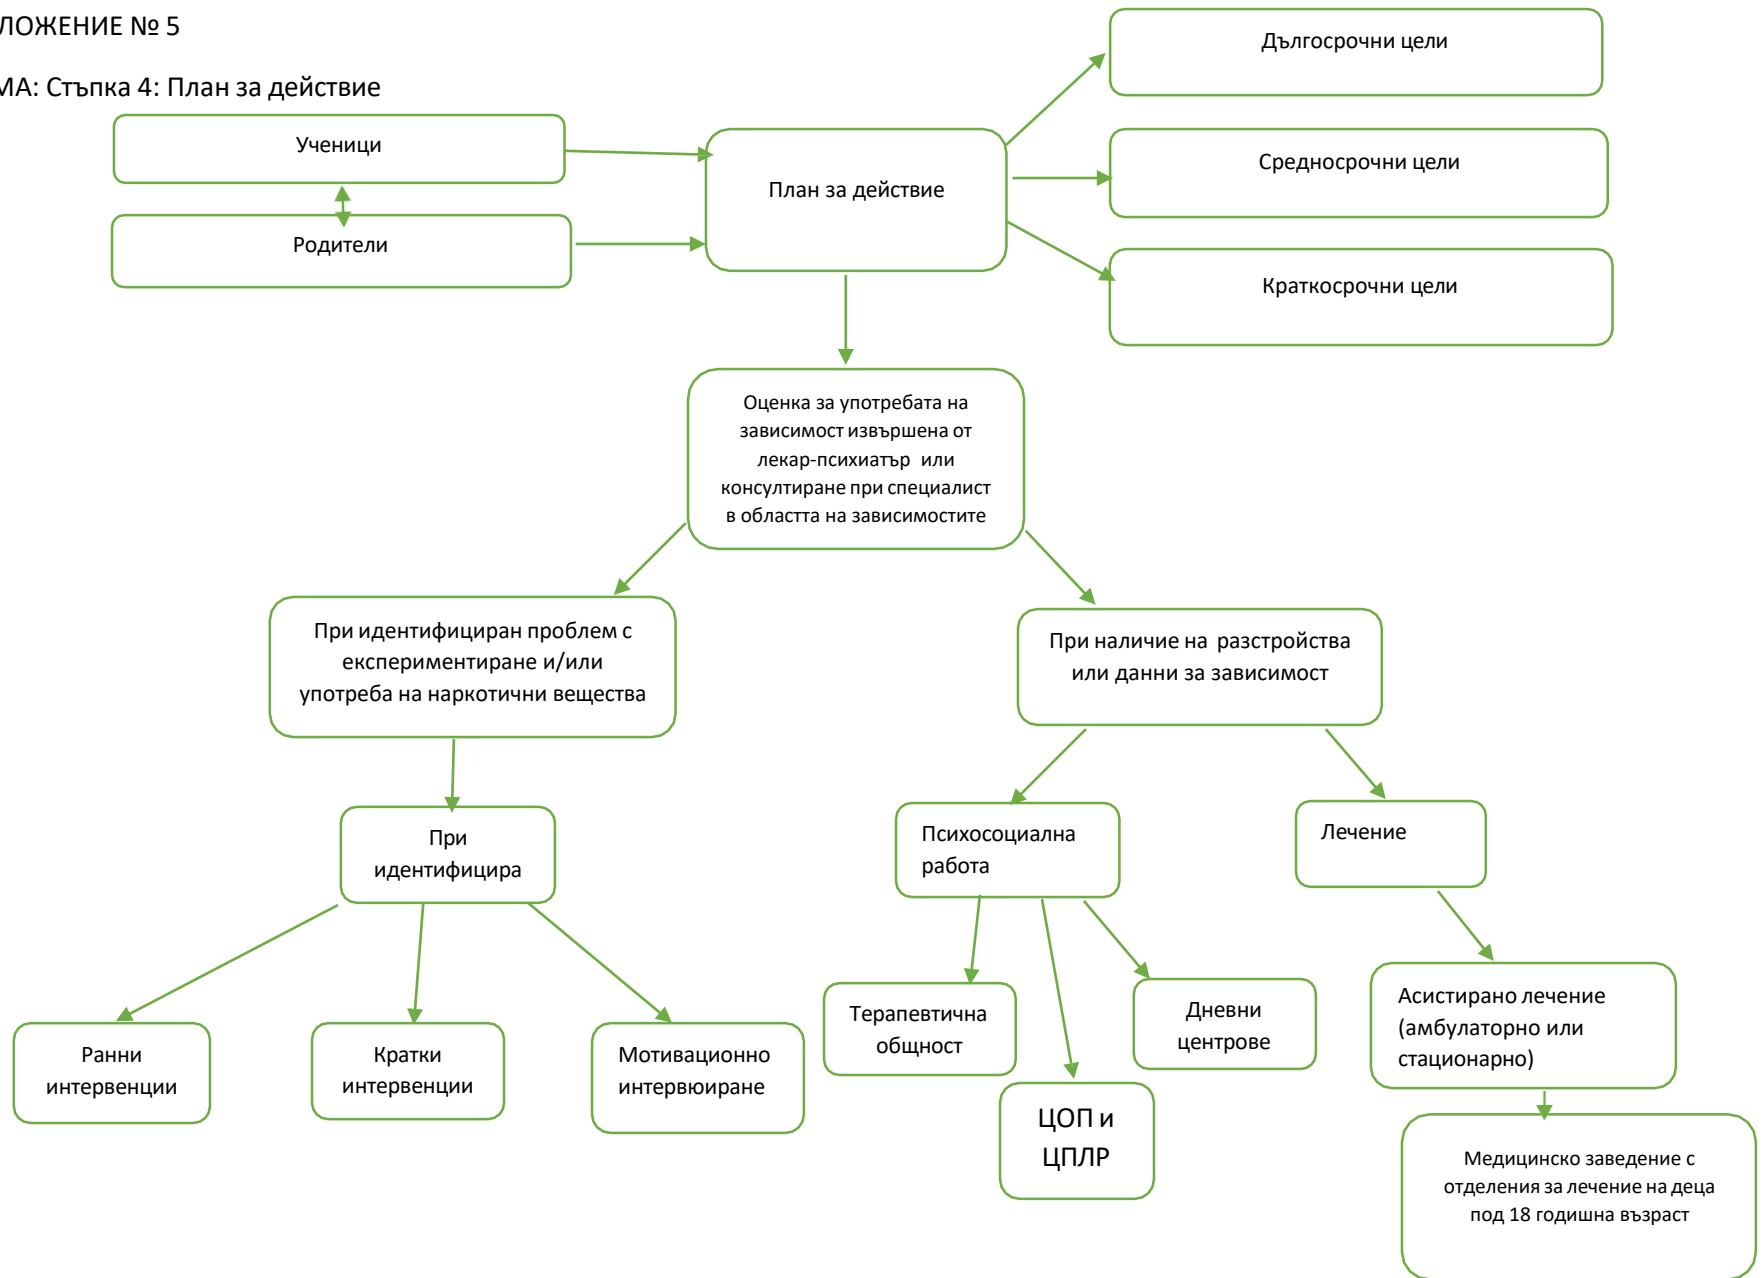 ЛОЖЕНИЕ № 5
МА: Стъпка 4: План за действие
Ученици
Родители
План за действие
Дългосрочни цели
Средносрочни цели
Краткосрочни цели
Оценка за употребата на
зависимост извършена от
лекар-психиатър или
консултиране при специалист
в областта на зависимостите
При идентифициран проблем с
експериментиране и/или
употреба на наркотични вещества
При наличие на разстройства
или данни за зависимост
При
идентифицира
Психосоциална
работа
Лечение
Ранни
интервенции
Кратки
интервенции
Мотивационно
интервюиране
Терапевтична
общност
ЦОП и
ЦПЛР
Дневни
центрове
Асистирано лечение
(амбулаторно или
стационарно)
Медицинско заведение с
отделения за лечение на деца
под 18 годишна възраст